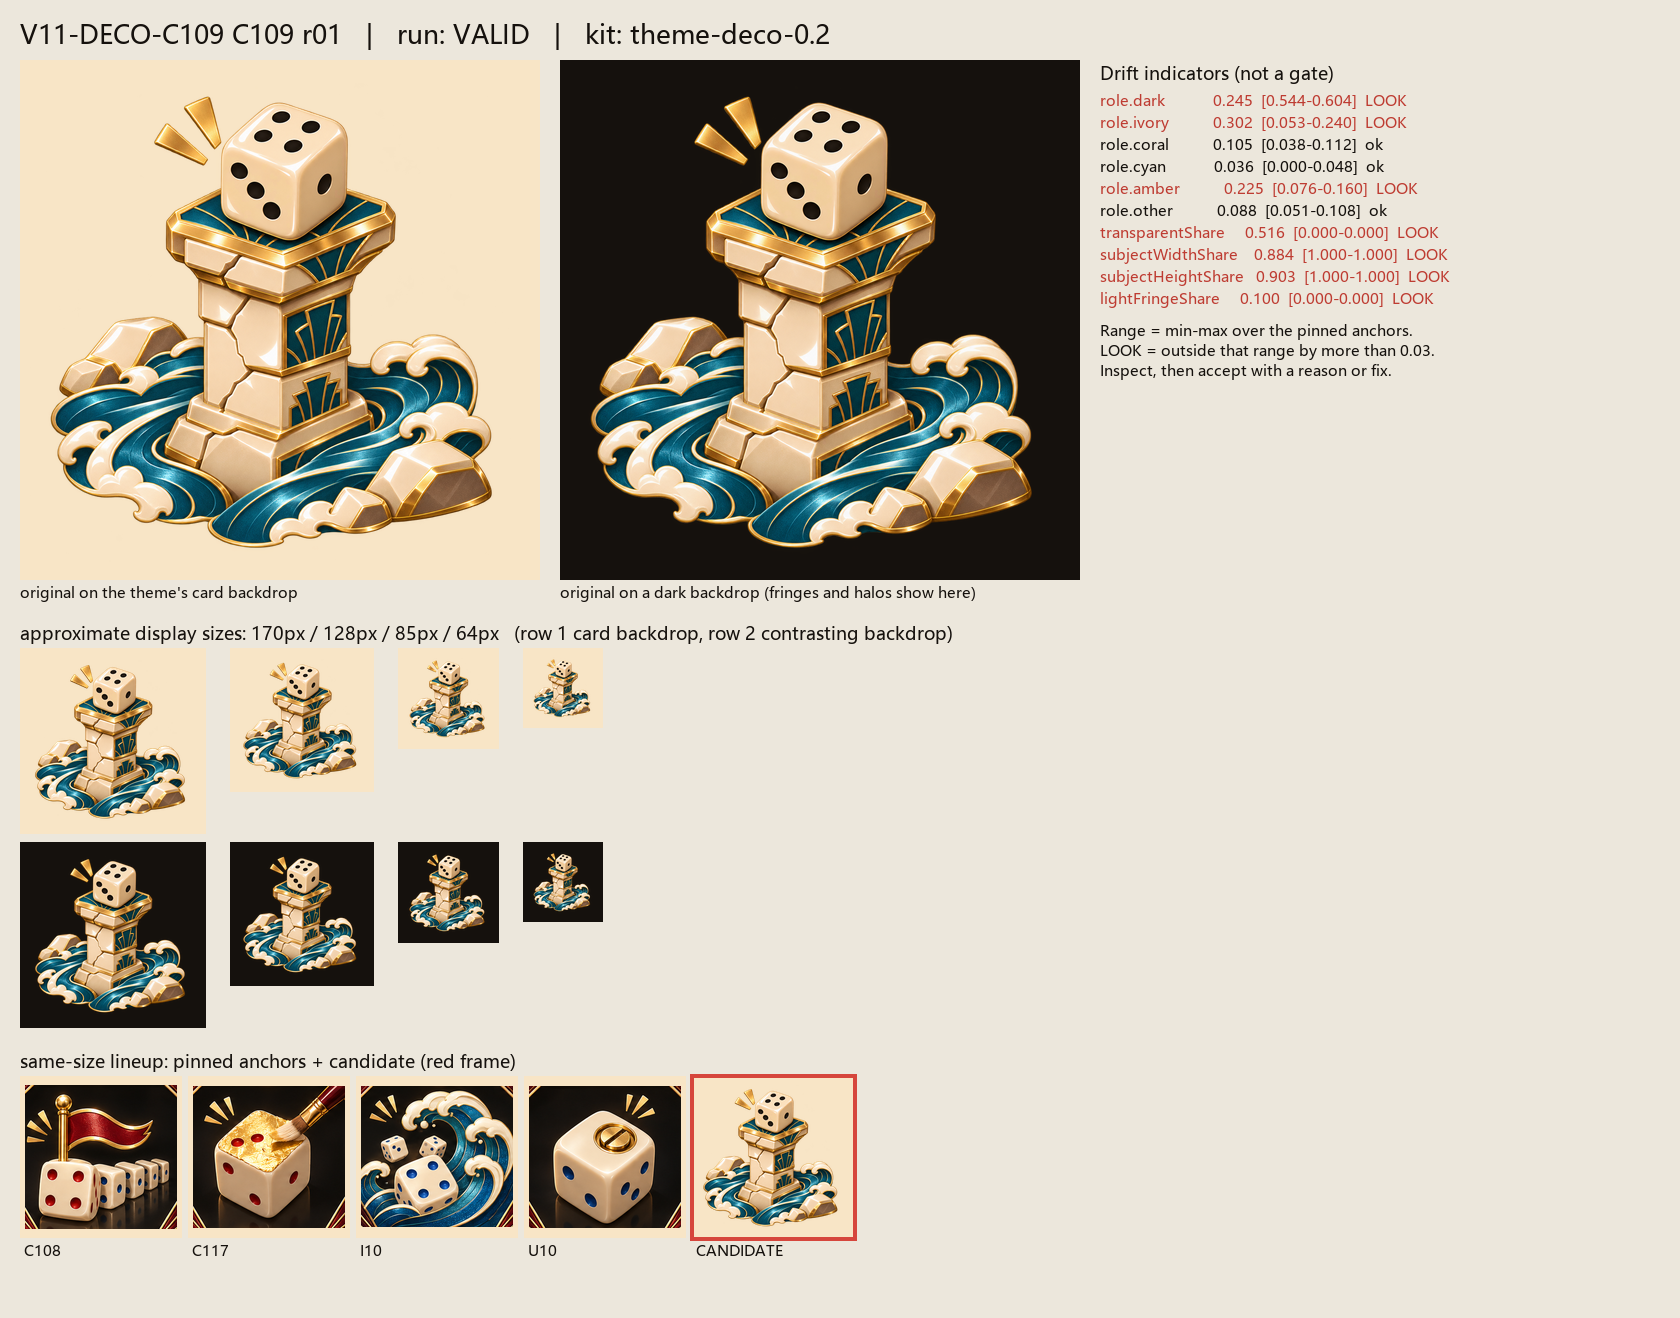 V11-DECO-C109 C109 r01 | run: VALID | kit: theme-deco-0.2
Drift indicators (not a gate)
role.dark 0.245 [0.544-0.604] LOOK
role.ivory 0.302 [0.053-0.240] LOOK
role.coral 0.105 [0.038-0.112] ok
role.cyan 0.036 [0.000-0.048] ok
role.amber 0.225 [0.076-0.160] LOOK
role.other 0.088 [0.051-0.108] ok
transparentShare 0.516 [0.000-0.000] LOOK
subjectWidthShare 0.884 [1.000-1.000] LOOK
subjectHeightShare 0.903 [1.000-1.000] LOOK
lightFringeShare 0.100 [0.000-0.000] LOOK
Range = min-max over the pinned anchors.
LOOK = outside that range by more than 0.03.
Inspect, then accept with a reason or fix.
original on the theme's card backdrop
original on a dark backdrop (fringes and halos show here)
approximate display sizes: 170px / 128px / 85px / 64px (row 1 card backdrop, row 2 contrasting backdrop)
same-size lineup: pinned anchors + candidate (red frame)
C108
C117
I10
U10
CANDIDATE